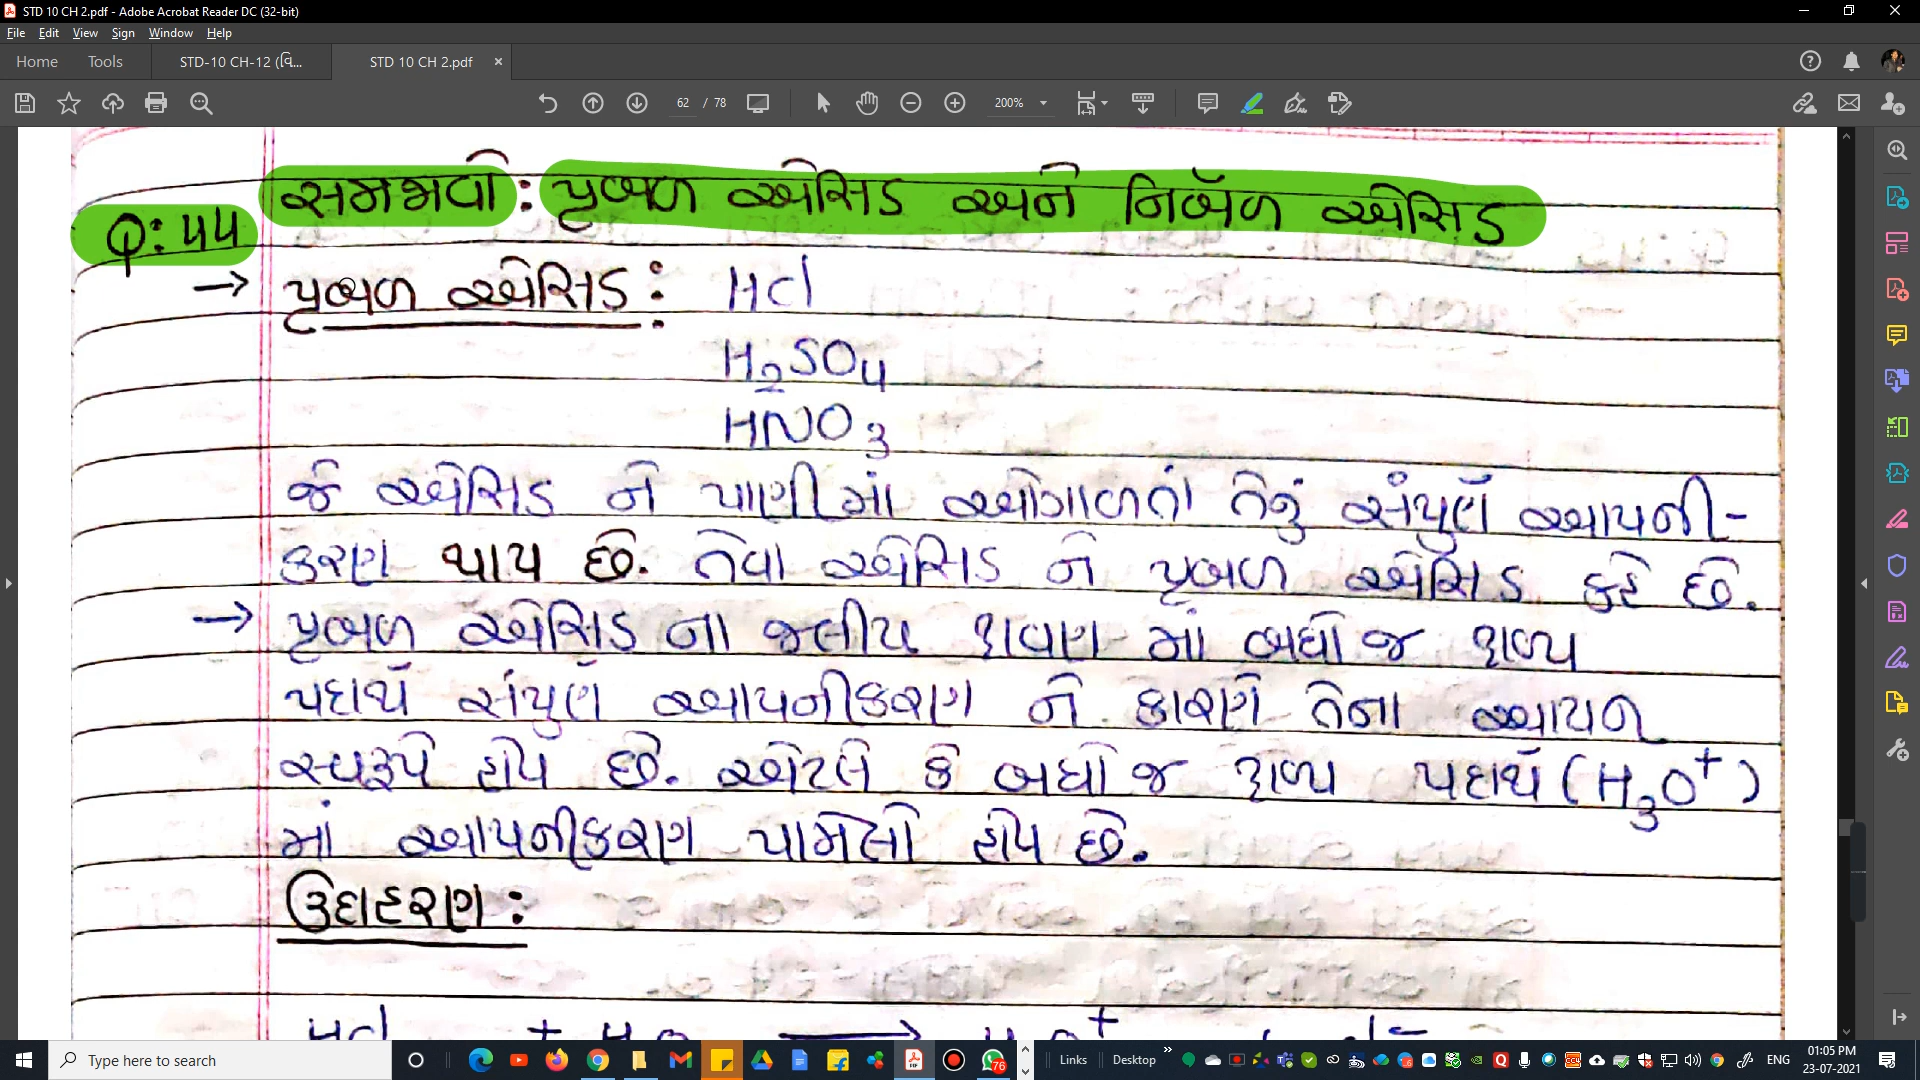 STD 10 CH 2.pdf - Adobe Acrobat Reader DC (32-bit)
File Edit View Sign Window Help
Home Tools STD-10 CH-12 (વિ... STD 10 CH 2.pdf ×
62 / 78 200%
સમજાવો : પ્રબળ એસિડ અને નિર્બળ એસિડ
Q: 44
→ પ્રબળ એસિડ : HCl
H₂SO₄
HNO₃
જે એસિડ ને પાણીમાં ઓગાળતાં તેનું સંપુર્ણ આયની-
કરણ થાય છે. તેવા એસિડ ને પ્રબળ એસિડ કહે છે.
→ પ્રબળ એસિડ ના જલીય દ્રાવણ માં બધો જ દ્રાવ્ય
પદાર્થ સંપુર્ણ આયનીકરણ ને કારણે તેના આયન
સ્વરૂપે હોય છે. એટલે કે બધો જ દ્રાવ્ય પદાર્થ (H₃O⁺)
માં આયનીકરણ પામેલો હોય છે.
ઉદાહરણ :
Type here to search
76
Links Desktop » ENG 01:05 PM
23-07-2021